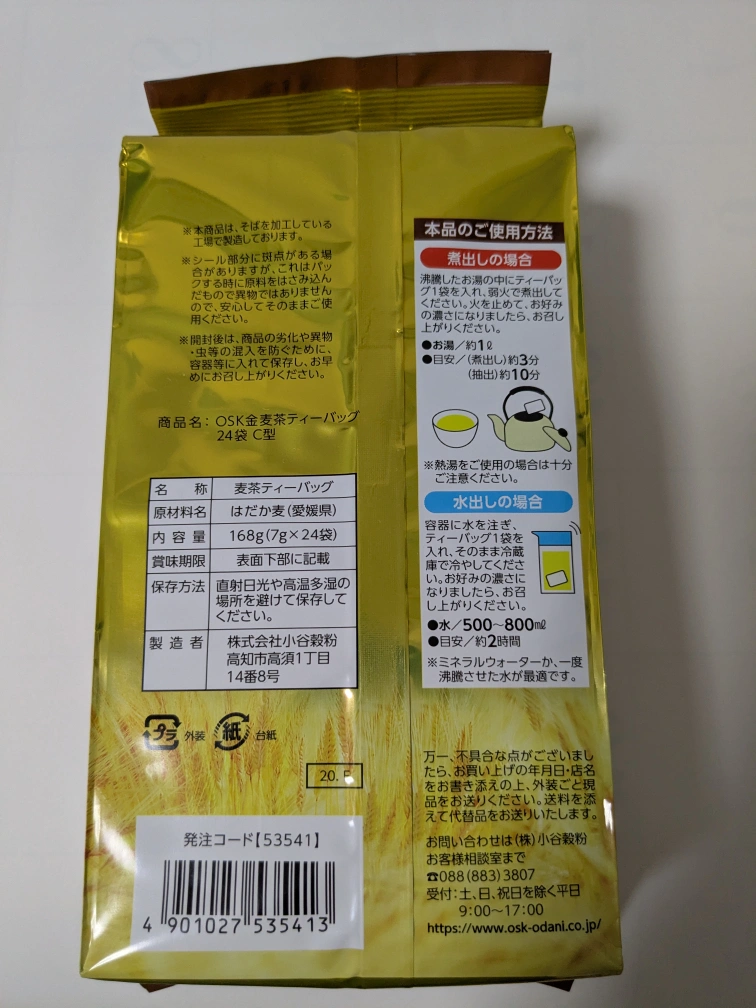 ※本商品は、そばを加工している
工場で製造しております。
※シール部分に斑点がある場
合がありますが、これはパッ
クする時に原料をはさみ込ん
だもので異物ではありません
ので、安心してそのままご使
用ください。
※開封後は、商品の劣化や異物
・虫等の混入を防ぐために、
容器等に入れて保存し、お早
めにお召し上がりください。
商品名：OSK金麦茶ティーバッグ
24袋 C型
名称 麦茶ティーバッグ
原材料名 はだか麦(愛媛県)
内容量 168g(7g×24袋)
賞味期限 表面下部に記載
保存方法 直射日光や高温多湿の
場所を避けて保存して
ください。
製造者 株式会社小谷穀粉
高知市高須1丁目
14番8号
プラ 外装 紙 台紙
20.
発注コード【53541】
4 901027 535413
本品のご使用方法
煮出しの場合
沸騰したお湯の中にティーバッ
グ1袋を入れ、弱火で煮出して
ください。火を止めて、お好み
の濃さになりましたら、お召し
上がりください。
●お湯／約1ℓ
●目安／(煮出し)約3分
(抽出)約10分
※熱湯をご使用の場合は十分
ご注意ください。
水出しの場合
容器に水を注ぎ、
ティーバッグ1袋を
入れ、そのまま冷蔵
庫で冷やしてくださ
い。お好みの濃さに
なりましたら、お召
し上がりください。
●水／500〜800㎖
●目安／約2時間
※ミネラルウォーターか、一度
沸騰させた水が最適です。
万一、不具合な点がございまし
たら、お買い上げの年月日・店名
をお書き添えの上、外装ごと現
品をお送りください。送料を添
えて代替品をお送りいたします。
お問い合わせは(株)小谷穀粉
お客様相談室まで
☎088(883)3807
受付：土、日、祝日を除く平日
9:00〜17:00
https://www.osk-odani.co.jp/